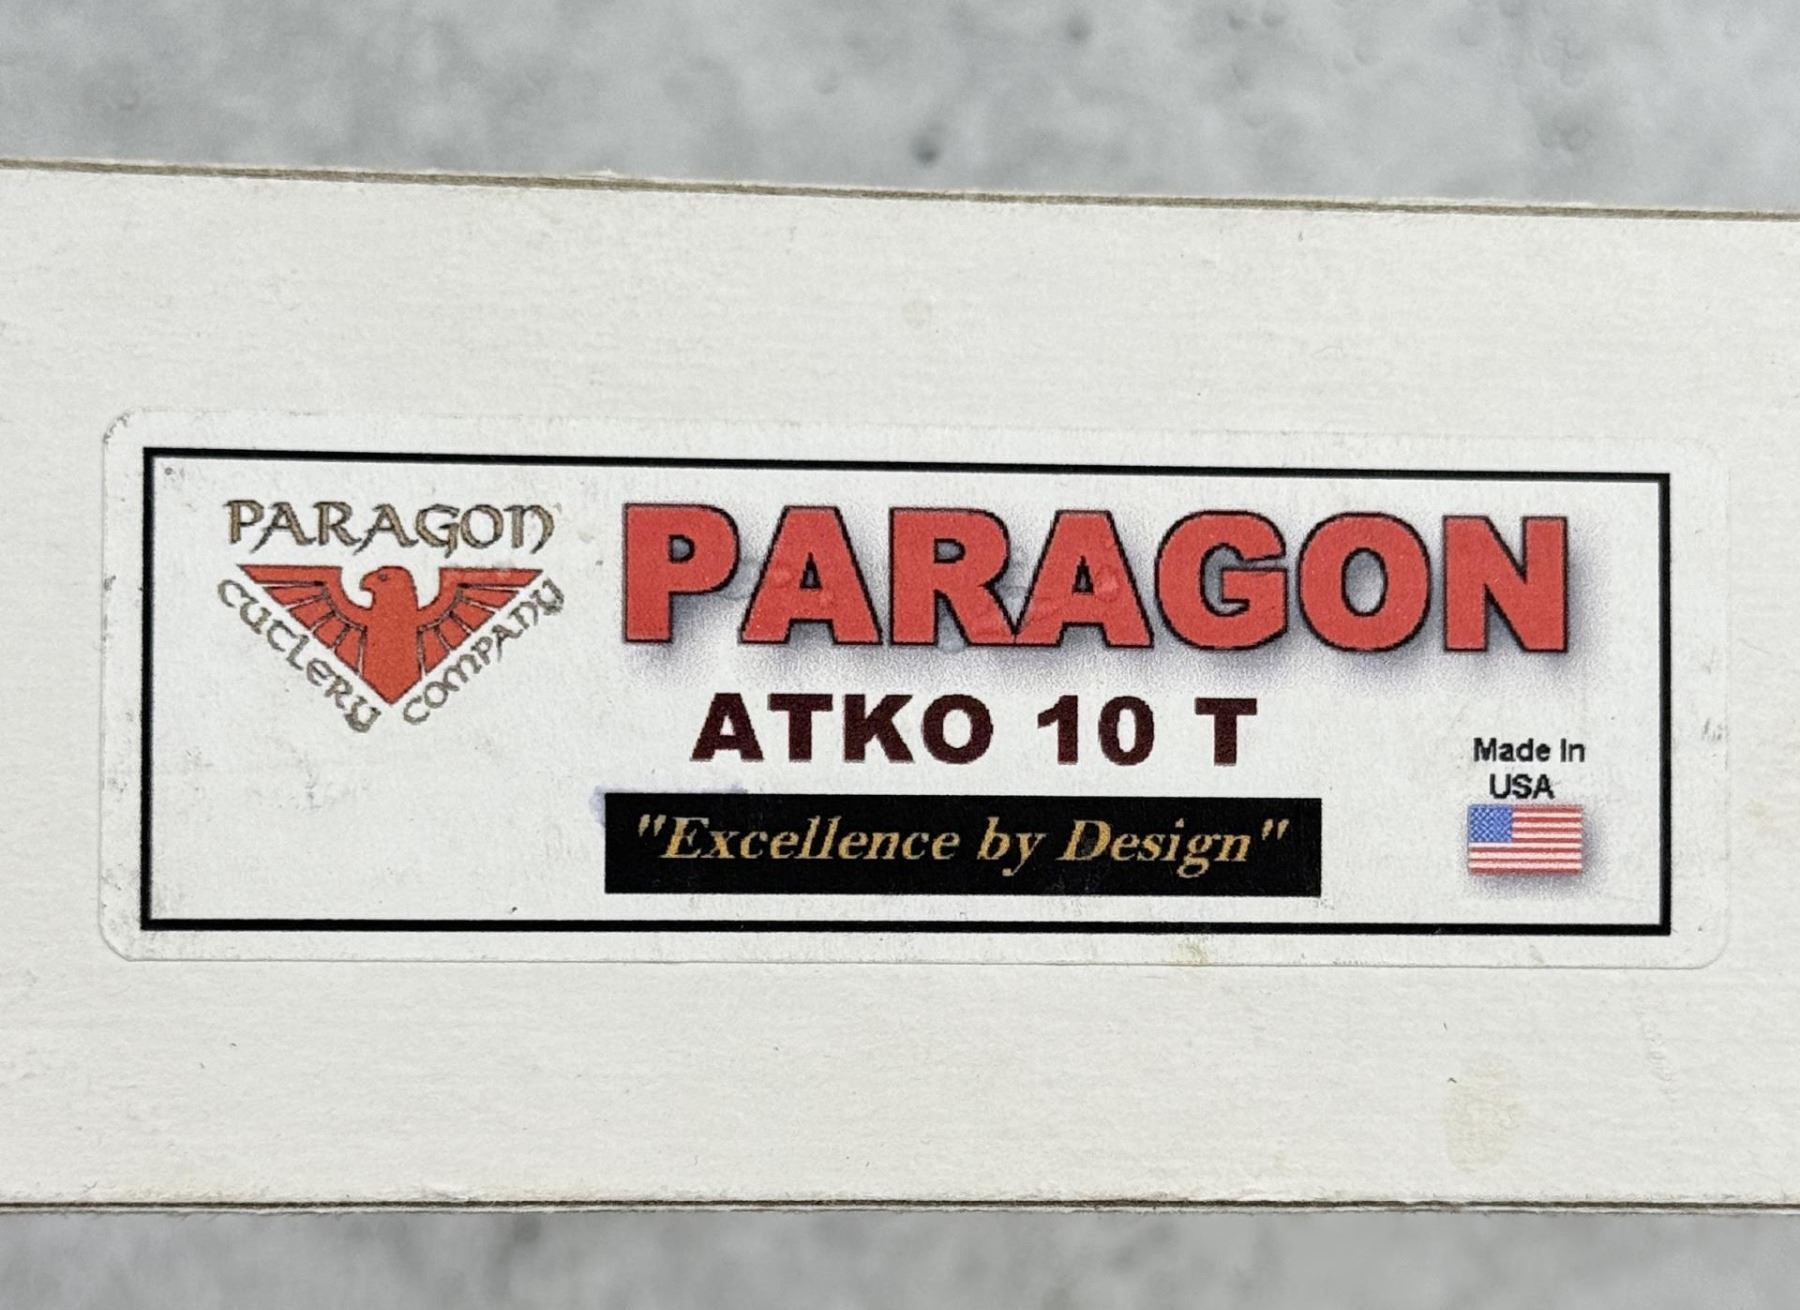 PARAGON
CUTLERY COMPANY
PARAGON
ATKO 10 T
"Excellence by Design"
Made In
USA